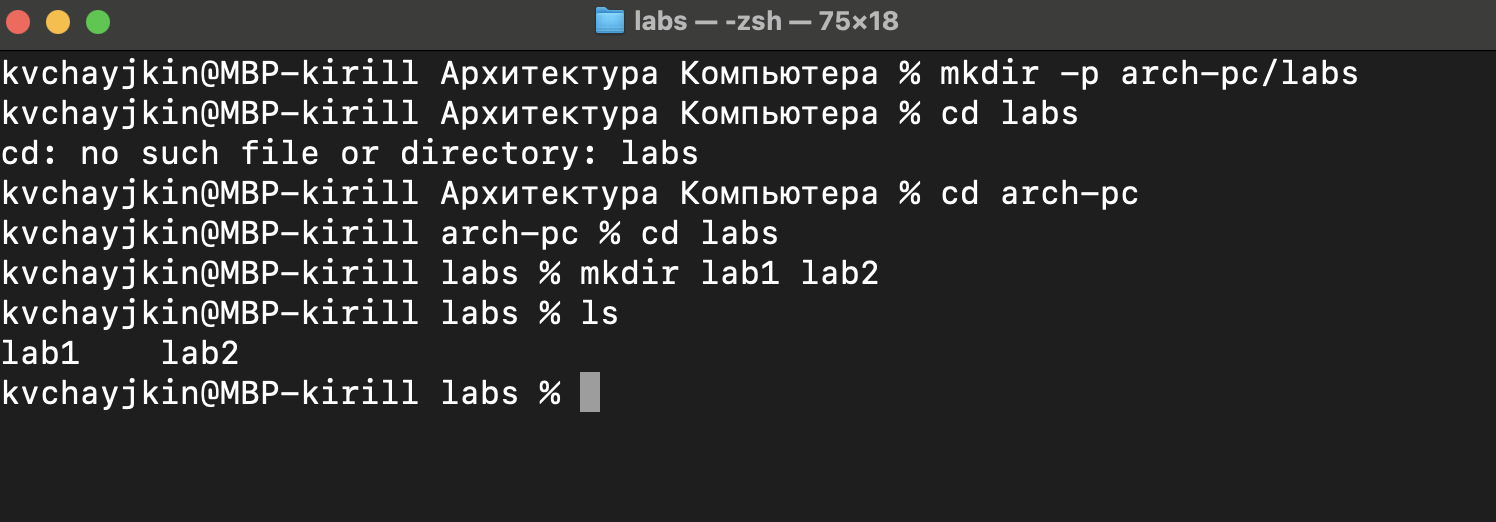 labs — -zsh — 75×18
kvchayjkin@MBP-kirill Архитектура Компьютера % mkdir -p arch-pc/labs
kvchayjkin@MBP-kirill Архитектура Компьютера % cd labs
cd: no such file or directory: labs
kvchayjkin@MBP-kirill Архитектура Компьютера % cd arch-pc
kvchayjkin@MBP-kirill arch-pc % cd labs
kvchayjkin@MBP-kirill labs % mkdir lab1 lab2
kvchayjkin@MBP-kirill labs % ls
lab1    lab2
kvchayjkin@MBP-kirill labs %